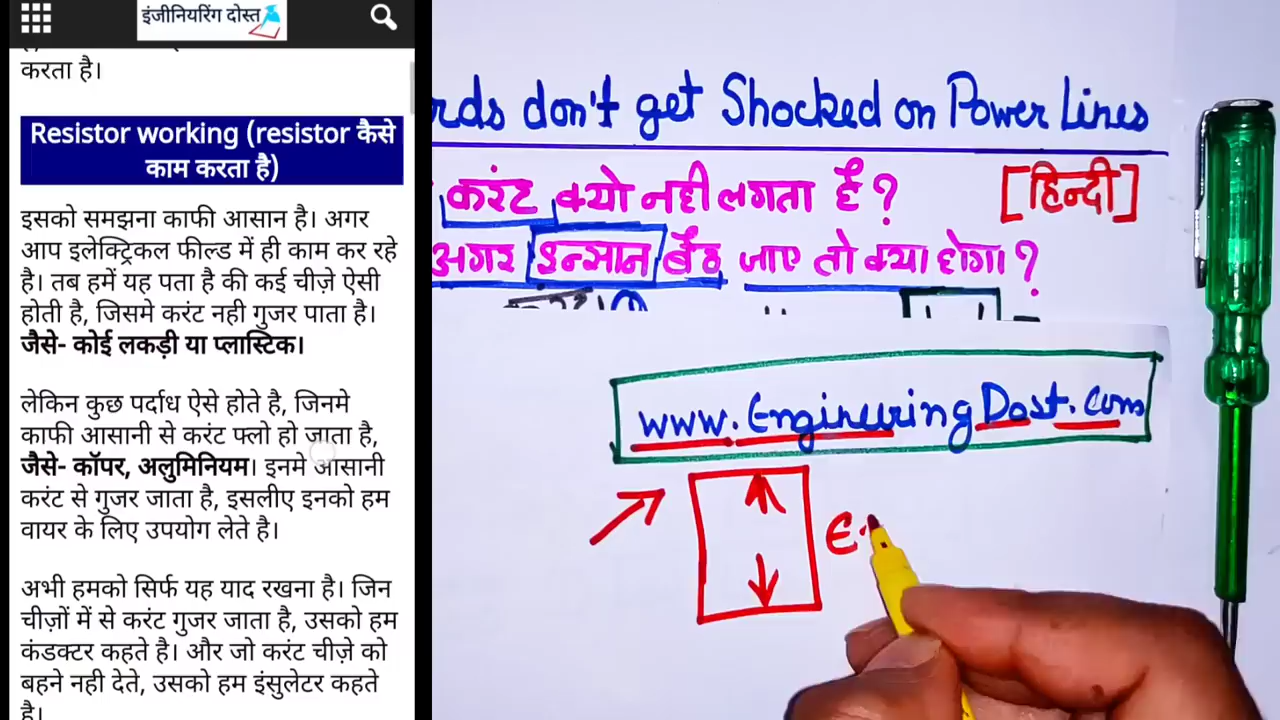 इंजीनियरिंग दोस्त
करता है।
Resistor working (resistor कैसे
काम करता है)
इसको समझना काफी आसान है। अगर
आप इलेक्ट्रिकल फील्ड में ही काम कर रहे
है। तब हमें यह पता है की कई चीज़े ऐसी
होती है, जिसमे करंट नही गुजर पाता है।
जैसे- कोई लकड़ी या प्लास्टिक।
लेकिन कुछ पर्दाध ऐसे होते है, जिनमे
काफी आसानी से करंट फ्लो हो जाता है,
जैसे- कॉपर, अलुमिनियम। इनमे आसानी
करंट से गुजर जाता है, इसलीए इनको हम
वायर के लिए उपयोग लेते है।
अभी हमको सिर्फ यह याद रखना है। जिन
चीज़ों में से करंट गुजर जाता है, उसको हम
कंडक्टर कहते है। और जो करंट चीज़े को
बहने नही देते, उसको हम इंसुलेटर कहते
है।
rds don't get Shocked on Power Lines
करंट क्यो नही लगता है?
[हिन्दी]
अगर इन्सान बैठ जाए तो क्या होगा?
www.EngineeringDost.com